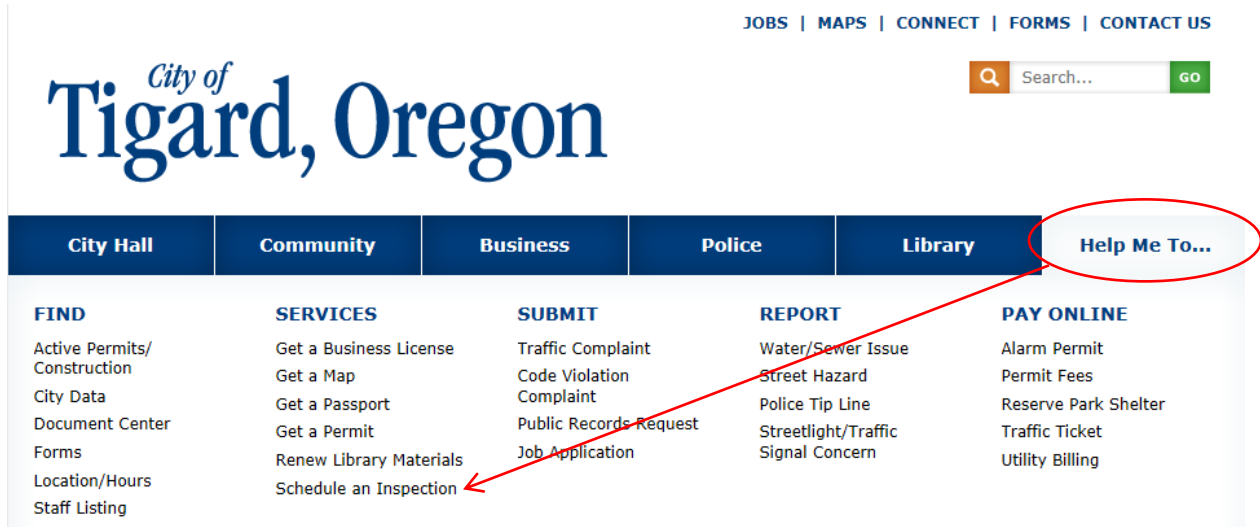 JOBS | MAPS | CONNECT | FORMS | CONTACT US
City of
Tigard, Oregon
Search...
GO
City Hall
Community
Business
Police
Library
Help Me To...
FIND
Active Permits/
Construction
City Data
Document Center
Forms
Location/Hours
Staff Listing
SERVICES
Get a Business License
Get a Map
Get a Passport
Get a Permit
Renew Library Materials
Schedule an Inspection
SUBMIT
Traffic Complaint
Code Violation
Complaint
Public Records Request
Job Application
REPORT
Water/Sewer Issue
Street Hazard
Police Tip Line
Streetlight/Traffic
Signal Concern
PAY ONLINE
Alarm Permit
Permit Fees
Reserve Park Shelter
Traffic Ticket
Utility Billing